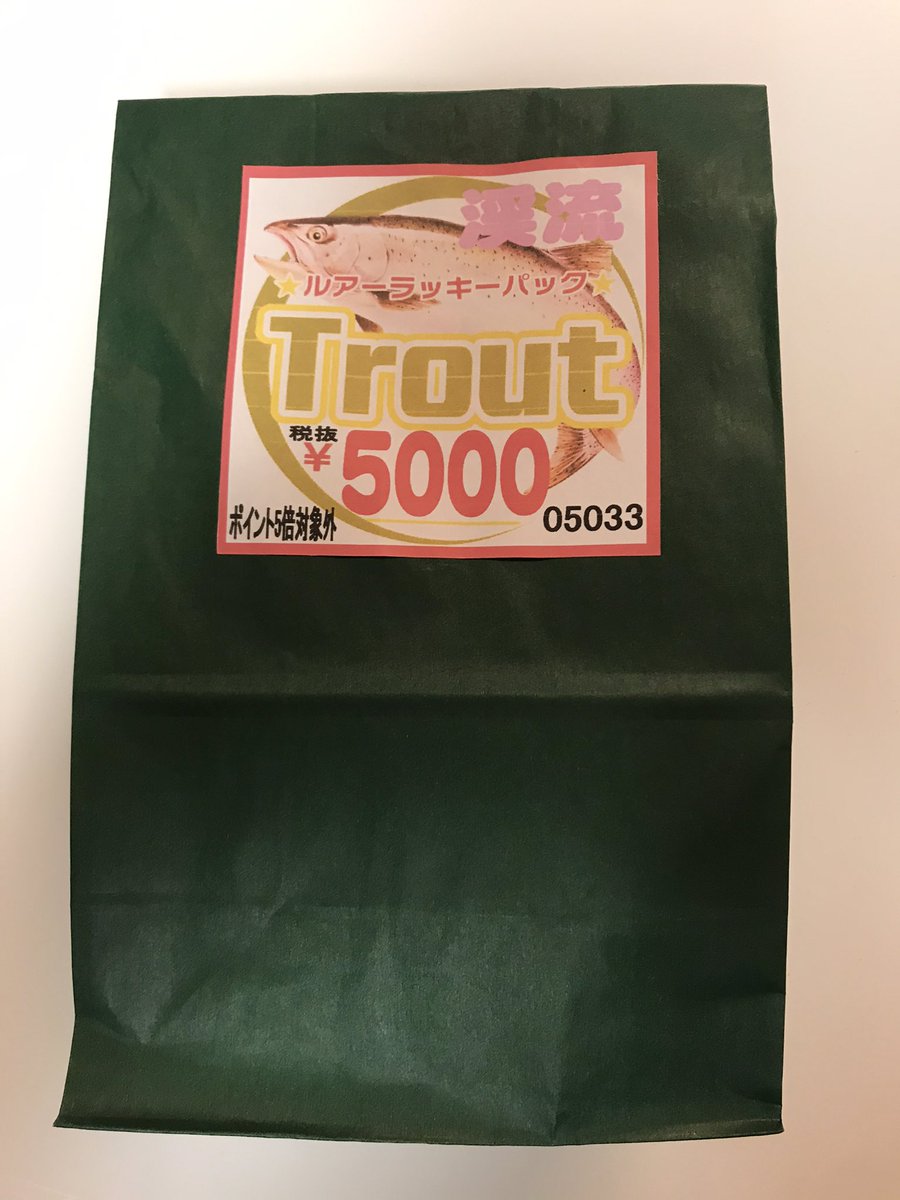 渓流
★ルアーラッキーパック★
Trout
税抜
¥5000
ポイント5倍対象外
05033